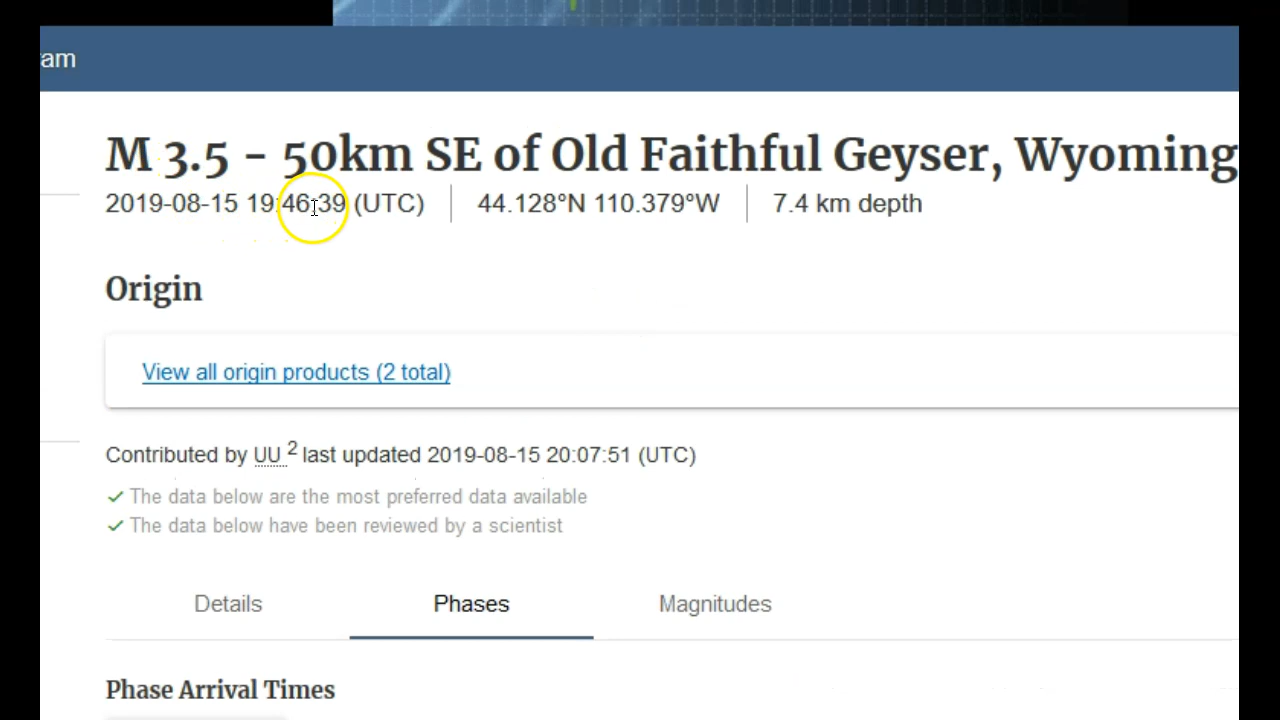 am
M 3.5 - 50km SE of Old Faithful Geyser, Wyoming
2019-08-15 19:46:39 (UTC) 44.128°N 110.379°W 7.4 km depth
Origin
View all origin products (2 total)
Contributed by UU 2 last updated 2019-08-15 20:07:51 (UTC)
The data below are the most preferred data available
The data below have been reviewed by a scientist
Details Phases Magnitudes
Phase Arrival Times